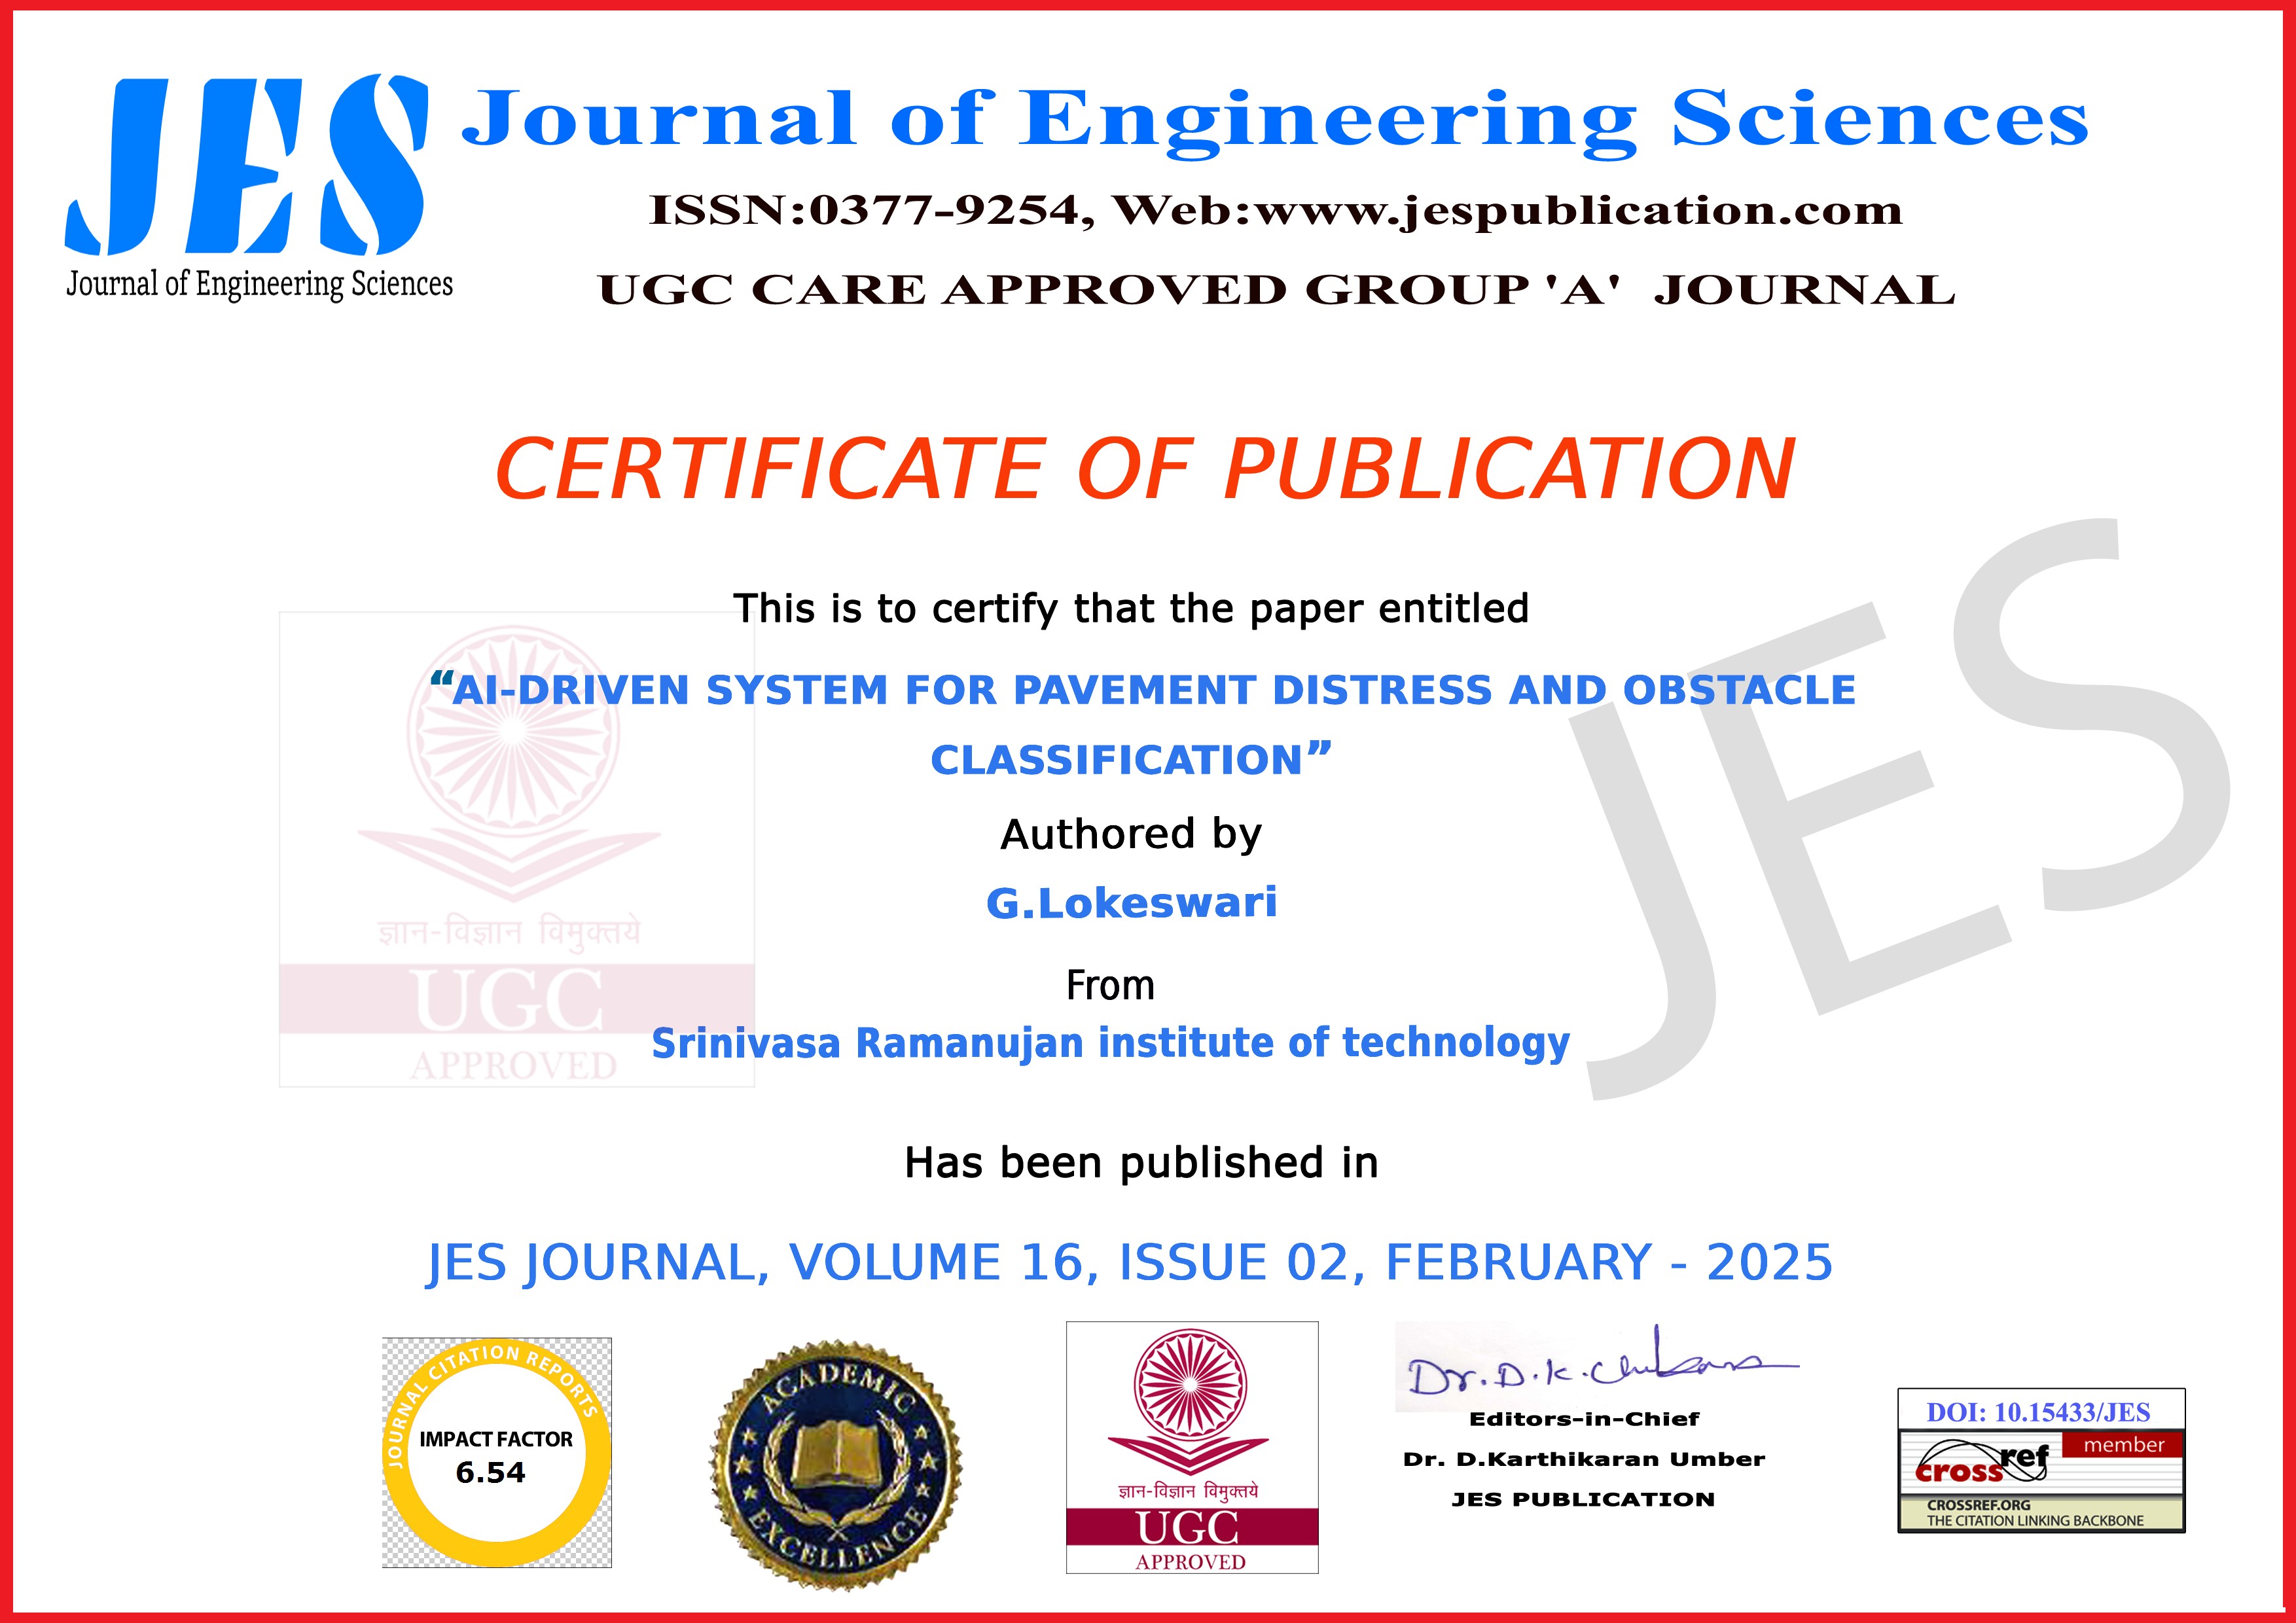 JES
Journal of Engineering Sciences
Journal of Engineering Sciences
ISSN:0377-9254, Web:www.jespublication.com
UGC CARE APPROVED GROUP 'A' JOURNAL
CERTIFICATE OF PUBLICATION
This is to certify that the paper entitled
“AI-DRIVEN SYSTEM FOR PAVEMENT DISTRESS AND OBSTACLE
CLASSIFICATION”
Authored by
G.Lokeswari
From
Srinivasa Ramanujan institute of technology
ज्ञान-विज्ञान विमुक्तये
UGC
APPROVED
JES
Has been published in
JES JOURNAL, VOLUME 16, ISSUE 02, FEBRUARY - 2025
JOURNAL CITATION REPORTS
IMPACT FACTOR
6.54
ACADEMIC
EXCELLENCE
ज्ञान-विज्ञान विमुक्तये
UGC
APPROVED
Dr. D.K.
Editors-in-Chief
Dr. D.Karthikaran Umber
JES PUBLICATION
DOI: 10.15433/JES
member
crossref
CROSSREF.ORG
THE CITATION LINKING BACKBONE